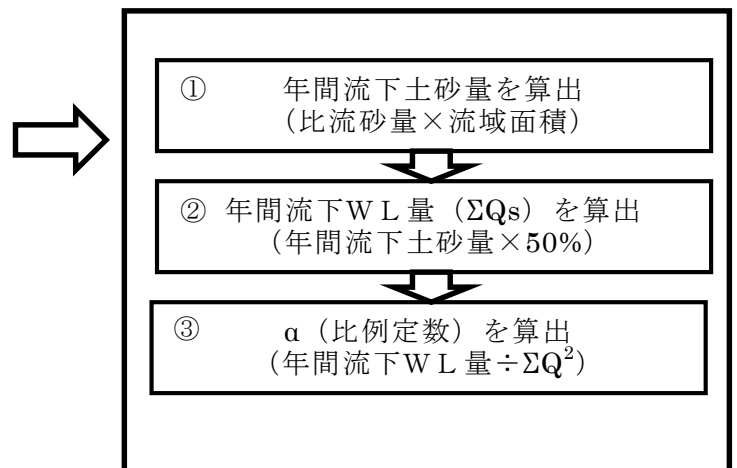 ① 年間流下土砂量を算出
（比流砂量×流域面積）
② 年間流下ＷＬ量（ΣQs）を算出
（年間流下土砂量×50%）
③ α（比例定数）を算出
（年間流下ＷＬ量÷ΣQ²）